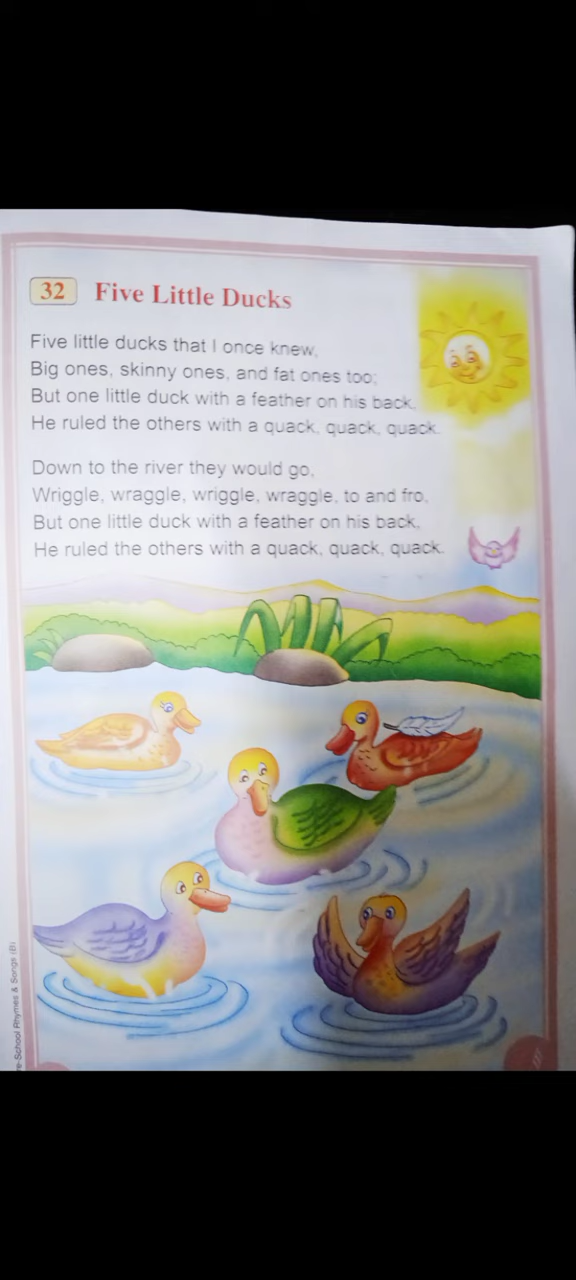 32 Five Little Ducks
Five little ducks that I once knew,
Big ones, skinny ones, and fat ones too;
But one little duck with a feather on his back,
He ruled the others with a quack, quack, quack.
Down to the river they would go,
Wriggle, wraggle, wriggle, wraggle, to and fro,
But one little duck with a feather on his back,
He ruled the others with a quack, quack, quack.
School Rhymes & Songs (B)